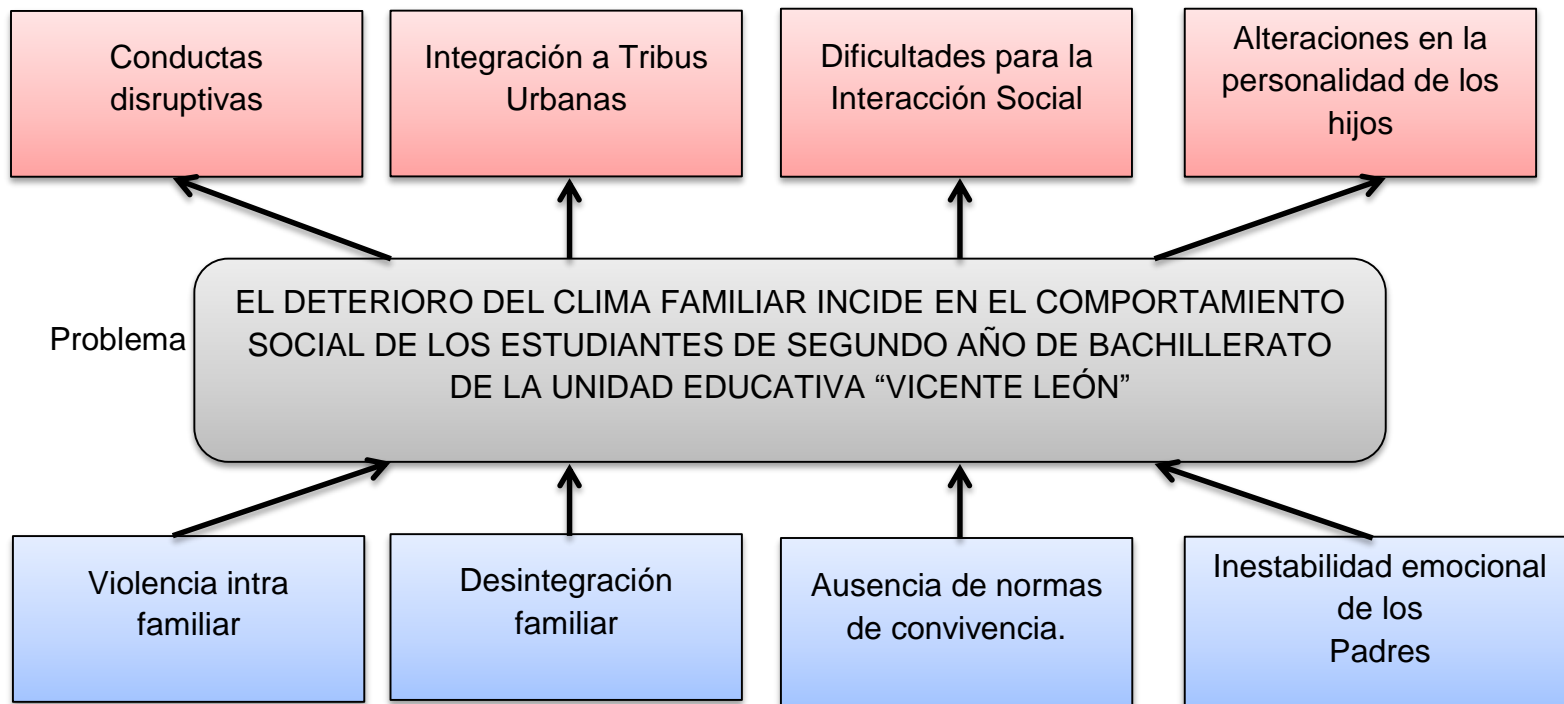 Conductas
disruptivas
Integración a Tribus
Urbanas
Dificultades para la
Interacción Social
Alteraciones en la
personalidad de los
hijos
Problema
EL DETERIORO DEL CLIMA FAMILIAR INCIDE EN EL COMPORTAMIENTO
SOCIAL DE LOS ESTUDIANTES DE SEGUNDO AÑO DE BACHILLERATO
DE LA UNIDAD EDUCATIVA “VICENTE LEÓN”
Violencia intra
familiar
Desintegración
familiar
Ausencia de normas
de convivencia.
Inestabilidad emocional
de los
Padres